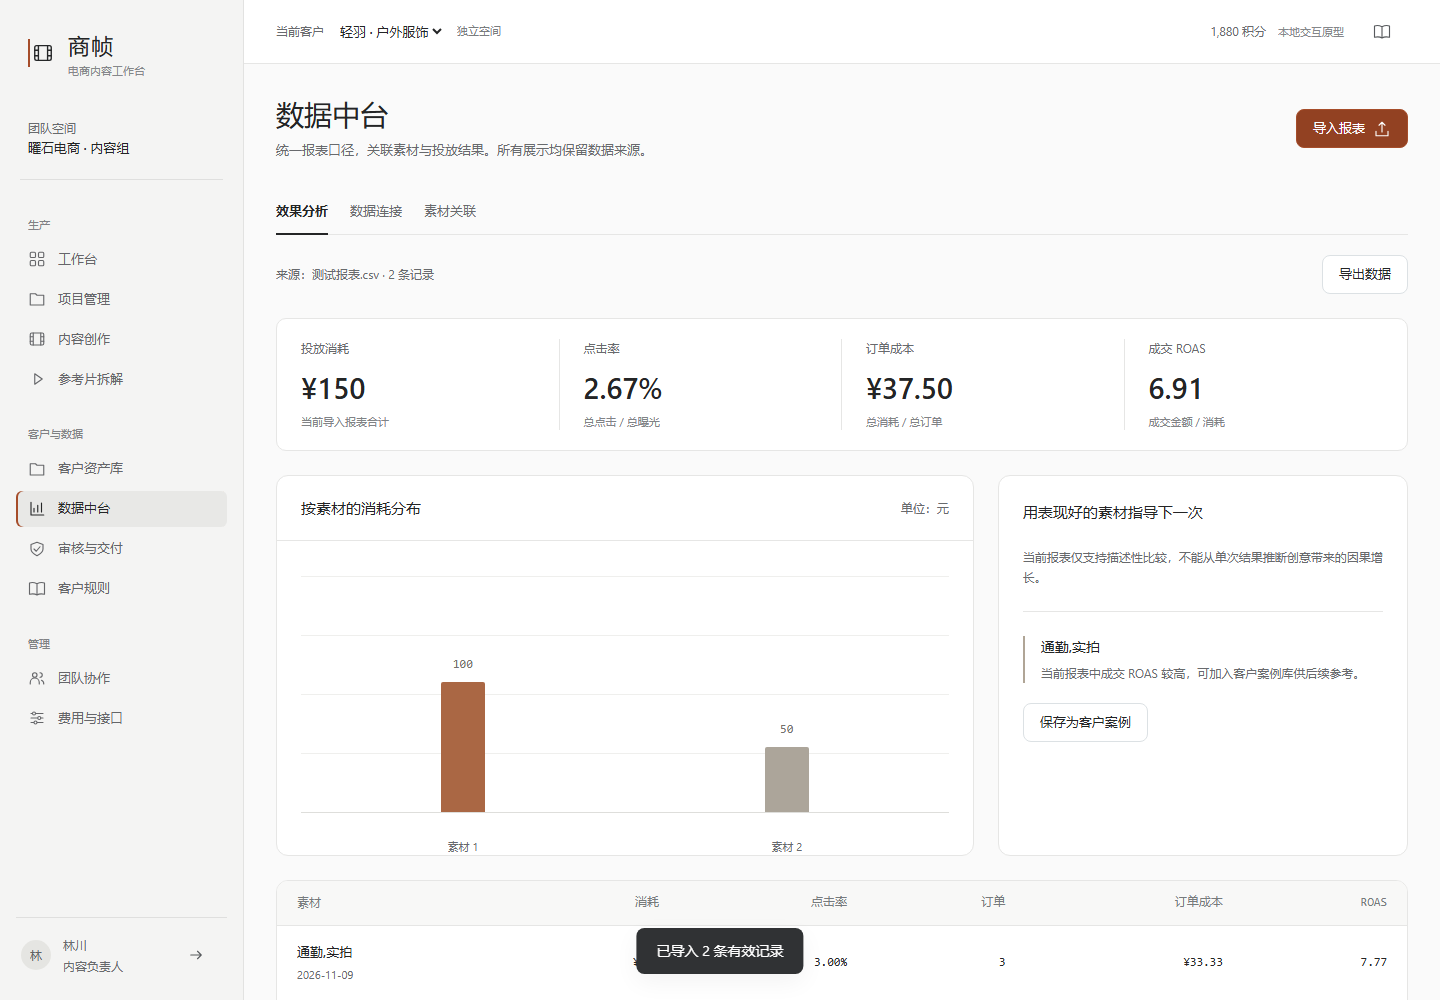 商帧
电商内容工作台
团队空间
曜石电商 · 内容组
生产
工作台
项目管理
内容创作
参考片拆解
客户与数据
客户资产库
数据中台
审核与交付
客户规则
管理
团队协作
费用与接口
林
林川
内容负责人
当前客户 轻羽 · 户外服饰 独立空间
1,880 积分 本地交互原型
数据中台
统一报表口径，关联素材与投放结果。所有展示均保留数据来源。
导入报表
效果分析 数据连接 素材关联
来源：测试报表.csv · 2 条记录
导出数据
投放消耗
¥150
当前导入报表合计
点击率
2.67%
总点击 / 总曝光
订单成本
¥37.50
总消耗 / 总订单
成交 ROAS
6.91
成交金额 / 消耗
按素材的消耗分布
单位：元
100
50
素材 1
素材 2
用表现好的素材指导下一次
当前报表仅支持描述性比较，不能从单次结果推断创意带来的因果增
长。
通勤,实拍
当前报表中成交 ROAS 较高，可加入客户案例库供后续参考。
保存为客户案例
素材 消耗 点击率 订单 订单成本 ROAS
通勤,实拍
2026-11-09
3.00% 3 ¥33.33 7.77
已导入 2 条有效记录